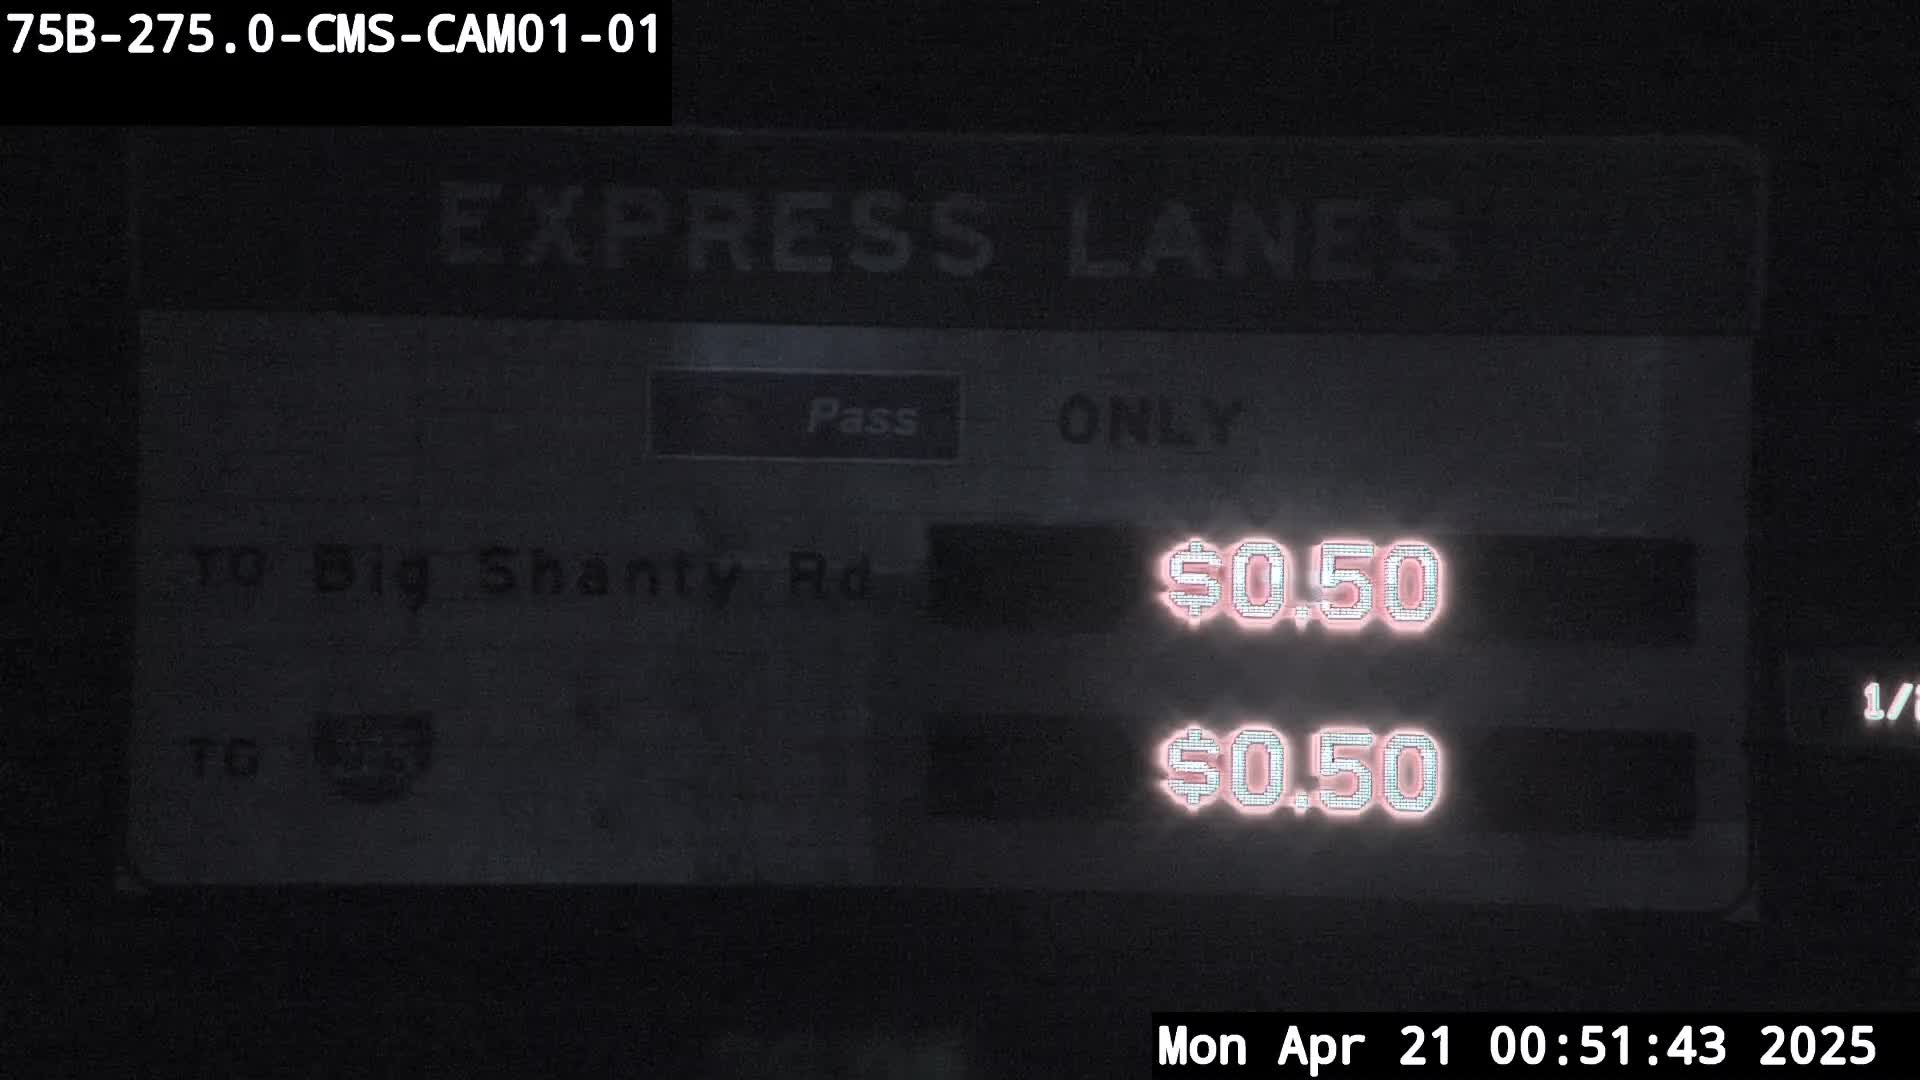 75B-275.0-CMS-CAM01-01
EXPRESS LANES
Pass ONLY
TO Big Shanty Rd $0.50
TO $0.50
1/
Mon Apr 21 00:51:43 2025